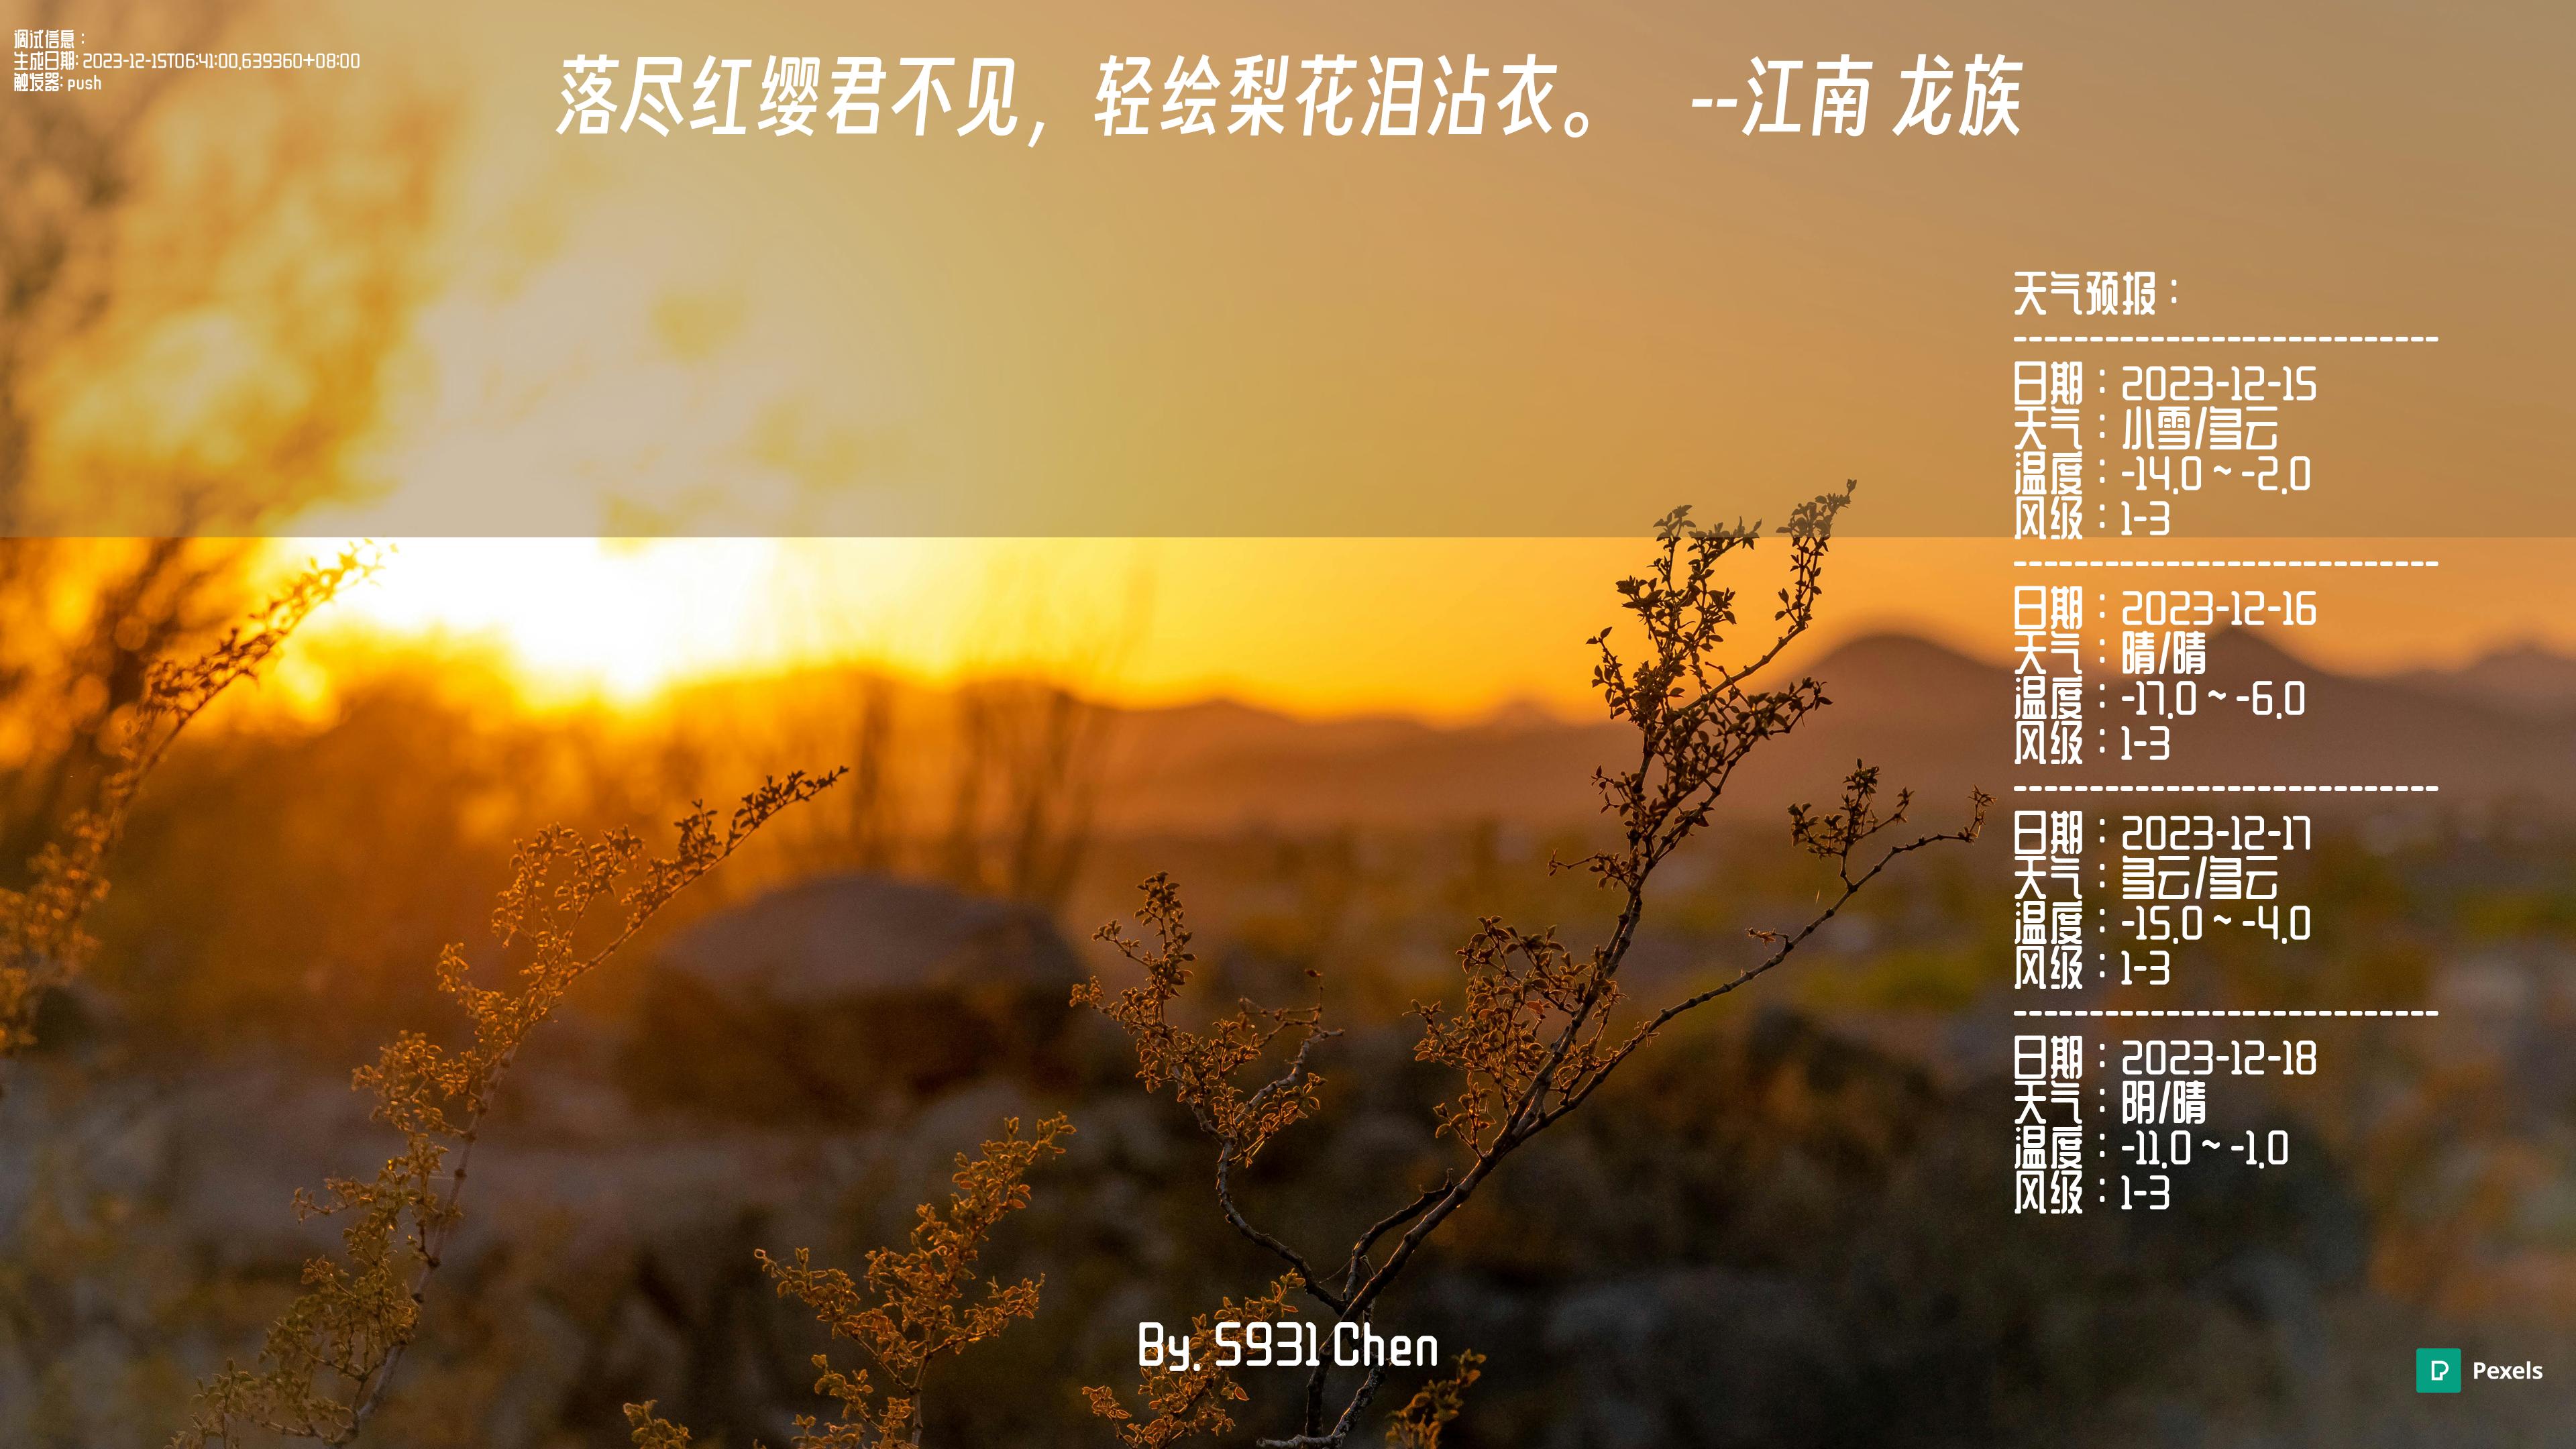 调试信息：
生成日期: 2023-12-15T06:41:00.639360+08:00
触发器: push
落尽红缨君不见，轻绘梨花泪沾衣。 --江南 龙族
天气预报：
----------------------------
日期：2023-12-15
天气：小雪/多云
温度：-14.0 ~ -2.0
风级：1-3
----------------------------
日期：2023-12-16
天气：晴/晴
温度：-17.0 ~ -6.0
风级：1-3
----------------------------
日期：2023-12-17
天气：多云/多云
温度：-15.0 ~ -4.0
风级：1-3
----------------------------
日期：2023-12-18
天气：阴/晴
温度：-11.0 ~ -1.0
风级：1-3
By. S931 Chen
Pexels